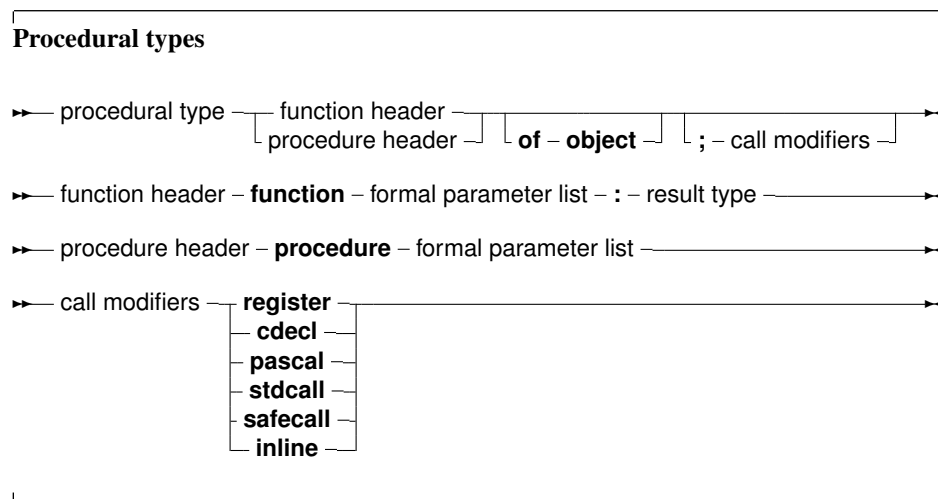 Procedural types
procedural type function header
procedure header of object ; call modifiers
function header function formal parameter list : result type
procedure header procedure formal parameter list
call modifiers register
cdecl
pascal
stdcall
safecall
inline